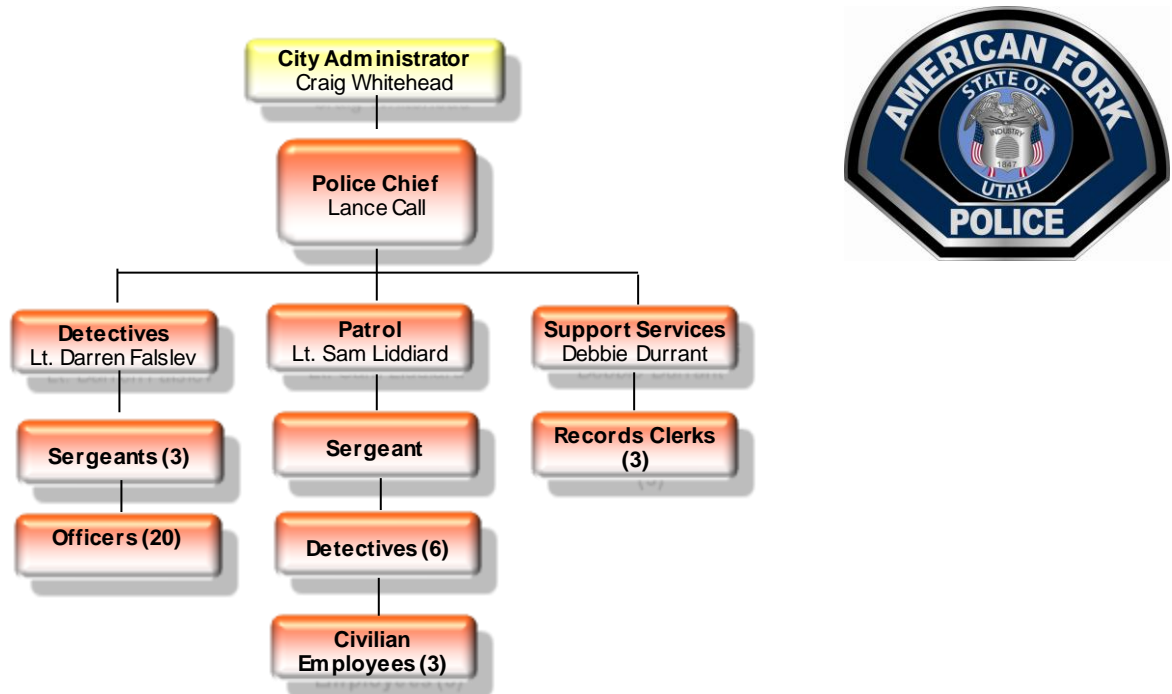 City Administrator
Craig Whitehead
Police Chief
Lance Call
Detectives
Lt. Darren Falslev
Patrol
Lt. Sam Liddiard
Support Services
Debbie Durrant
Sergeants (3)
Sergeant
Records Clerks
(3)
Officers (20)
Detectives (6)
Civilian
Employees (3)
AMERICAN FORK
STATE OF
INDUSTRY
1847
UTAH
POLICE